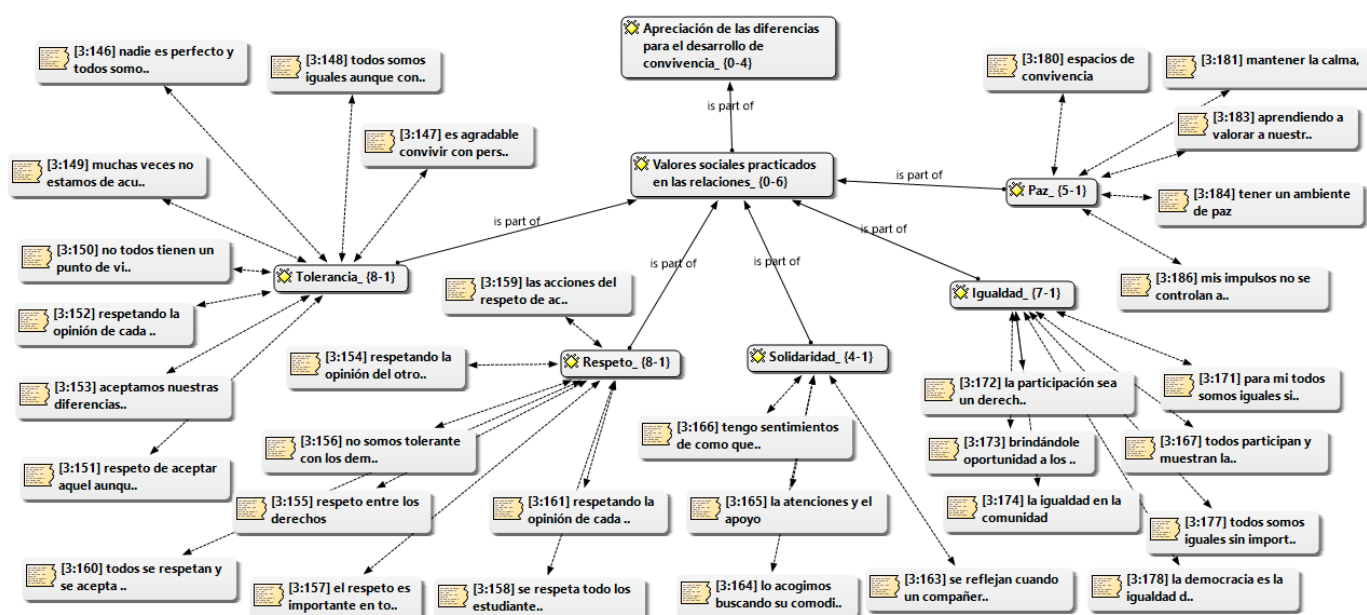 Apreciación de las diferencias
para el desarrollo de
convivencia_ {0-4}
is part of
Valores sociales practicados
en las relaciones_ {0-6}
[3:146] nadie es perfecto y
todos somo..
[3:148] todos somos
iguales aunque con..
[3:147] es agradable
convivir con pers..
[3:149] muchas veces no
estamos de acu..
[3:150] no todos tienen un
punto de vi..
[3:152] respetando la
opinión de cada ..
[3:153] aceptamos nuestras
diferencias..
[3:151] respeto de aceptar
aquel aunqu..
Tolerancia_ {8-1}
is part of
[3:180] espacios de
convivencia
[3:181] mantener la calma,
[3:183] aprendiendo a
valorar a nuestr..
[3:184] tener un ambiente
de paz
[3:186] mis impulsos no se
controlan a..
Paz_ {5-1}
is part of
[3:159] las acciones del
respeto de ac..
[3:154] respetando la
opinión del otro..
Respeto_ {8-1}
is part of
[3:156] no somos tolerante
con los dem..
[3:155] respeto entre los
derechos
[3:161] respetando la
opinión de cada ..
[3:160] todos se respetan y
se acepta ..
[3:157] el respeto es
importante en to..
[3:158] se respeta todo los
estudiante..
Solidaridad_ {4-1}
is part of
[3:166] tengo sentimientos
de como que..
[3:165] la atenciones y el
apoyo
[3:164] lo acogimos
buscando su comodi..
[3:163] se reflejan cuando
un compañer..
Igualdad_ {7-1}
is part of
[3:172] la participación sea
un derech..
[3:171] para mi todos
somos iguales si..
[3:173] brindándole
oportunidad a los ..
[3:167] todos participan y
muestran la..
[3:174] la igualdad en la
comunidad
[3:177] todos somos
iguales sin import..
[3:178] la democracia es la
igualdad d..